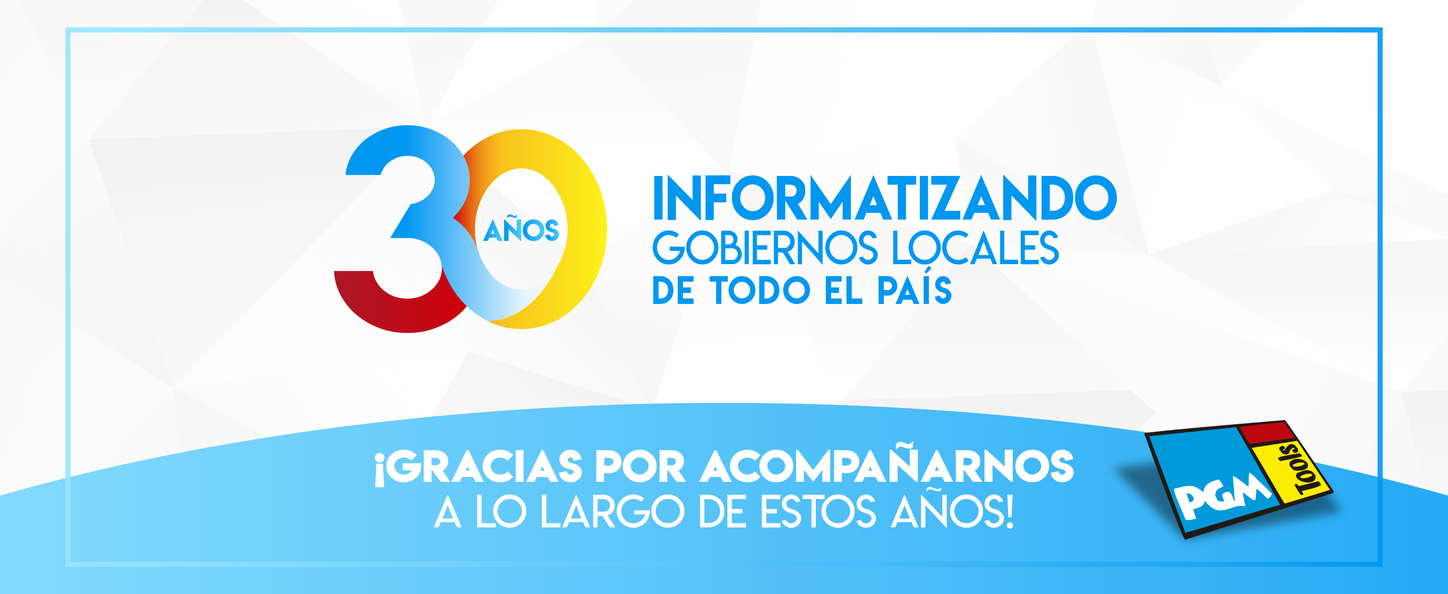 30
AÑOS
INFORMATIZANDO
GOBIERNOS LOCALES
DE TODO EL PAÍS
¡GRACIAS POR ACOMPAÑARNOS
A LO LARGO DE ESTOS AÑOS!
PGM
Tools